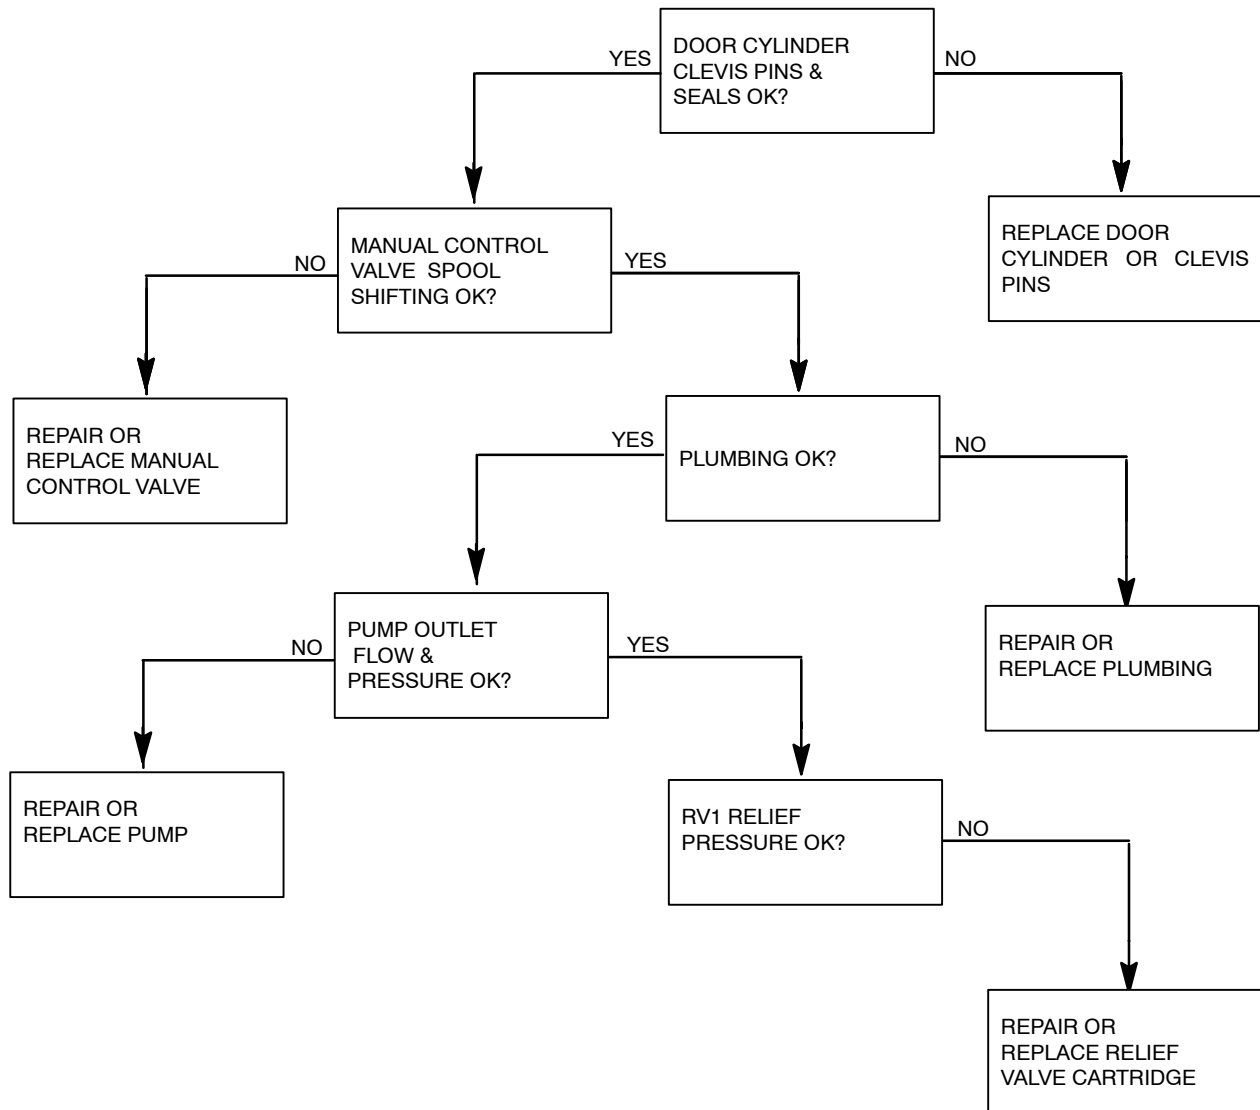 DOOR CYLINDER
CLEVIS PINS &
SEALS OK?
YES
NO
MANUAL CONTROL
VALVE SPOOL
SHIFTING OK?
NO
YES
REPLACE DOOR
CYLINDER OR CLEVIS
PINS
REPAIR OR
REPLACE MANUAL
CONTROL VALVE
PLUMBING OK?
YES
NO
PUMP OUTLET
FLOW &
PRESSURE OK?
NO
YES
REPAIR OR
REPLACE PLUMBING
REPAIR OR
REPLACE PUMP
RV1 RELIEF
PRESSURE OK?
NO
REPAIR OR
REPLACE RELIEF
VALVE CARTRIDGE